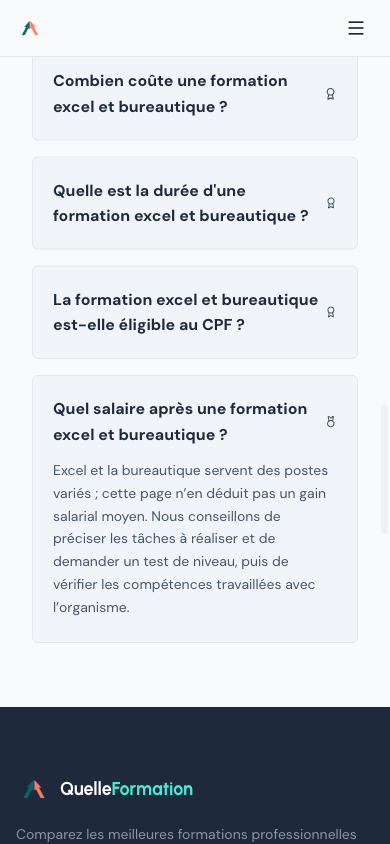 Combien coûte une formation
excel et bureautique ?
Quelle est la durée d'une
formation excel et bureautique ?
La formation excel et bureautique
est-elle éligible au CPF ?
Quel salaire après une formation
excel et bureautique ?
Excel et la bureautique servent des postes
variés ; cette page n’en déduit pas un gain
salarial moyen. Nous conseillons de
préciser les tâches à réaliser et de
demander un test de niveau, puis de
vérifier les compétences travaillées avec
l’organisme.
QuelleFormation
Comparez les meilleures formations professionnelles